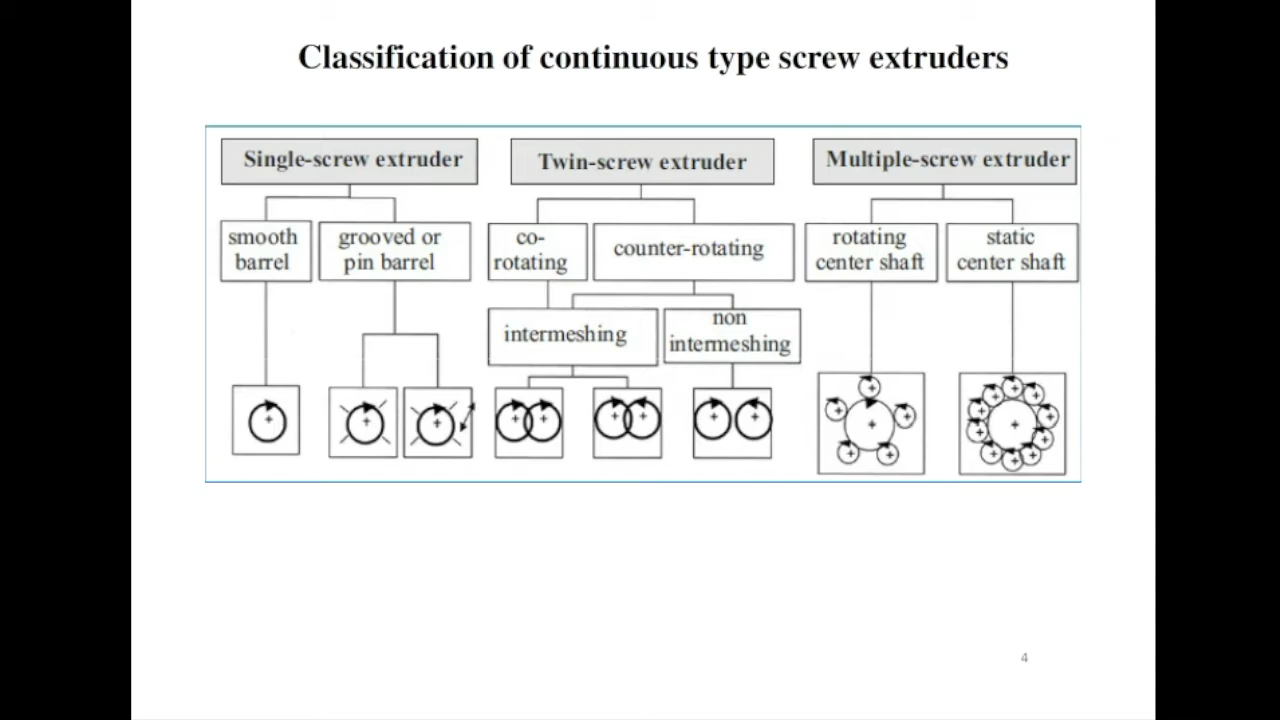 Classification of continuous type screw extruders
Single-screw extruder
Twin-screw extruder
Multiple-screw extruder
smooth
barrel
grooved or
pin barrel
co-
rotating
counter-rotating
rotating
center shaft
static
center shaft
intermeshing
non
intermeshing
4